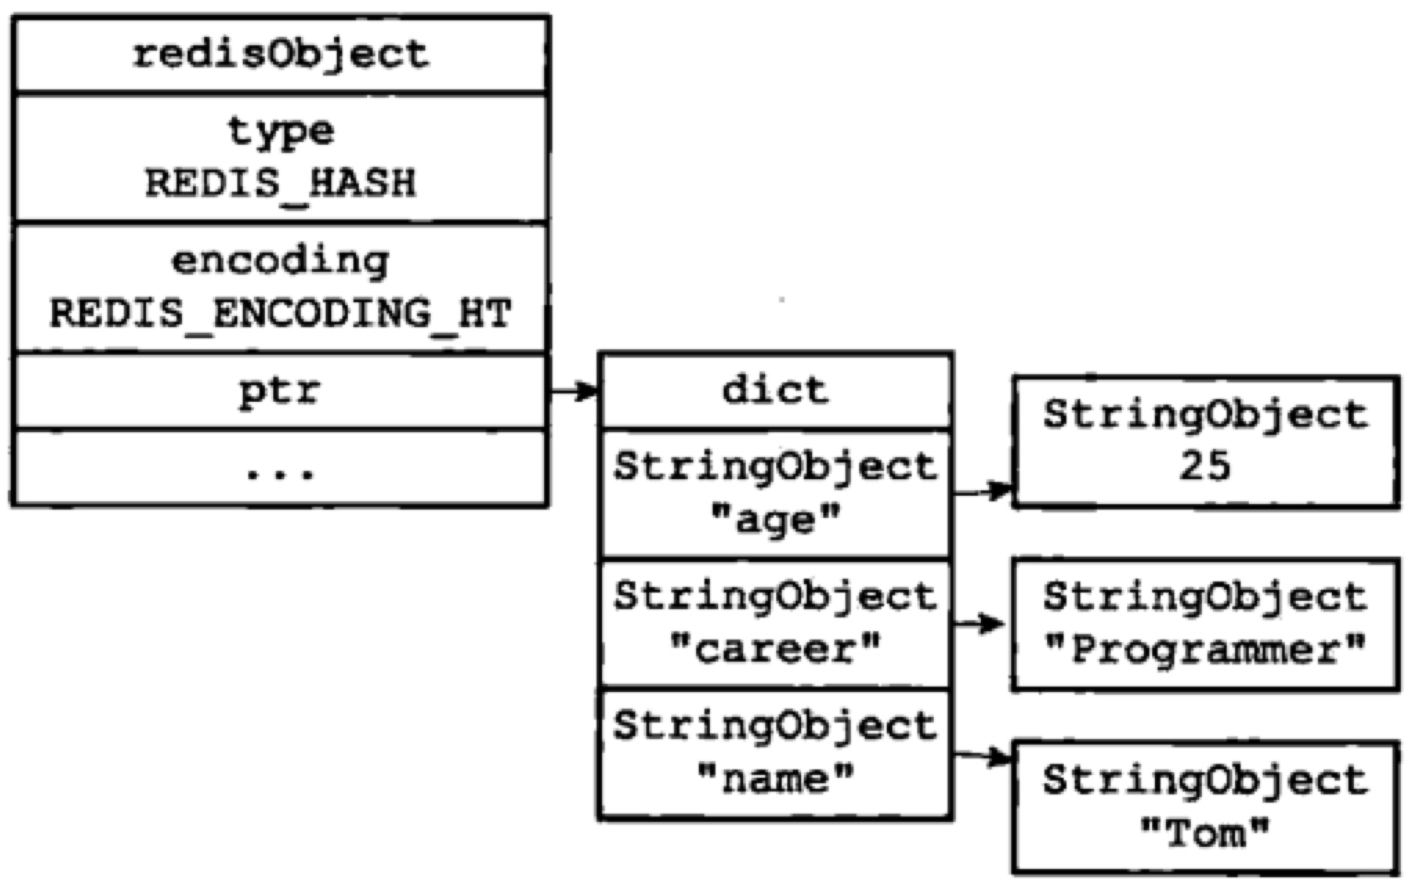 redisObject
type
REDIS_HASH
encoding
REDIS_ENCODING_HT
ptr
...
dict
StringObject
"age"
StringObject
"career"
StringObject
"name"
StringObject
25
StringObject
"Programmer"
StringObject
"Tom"